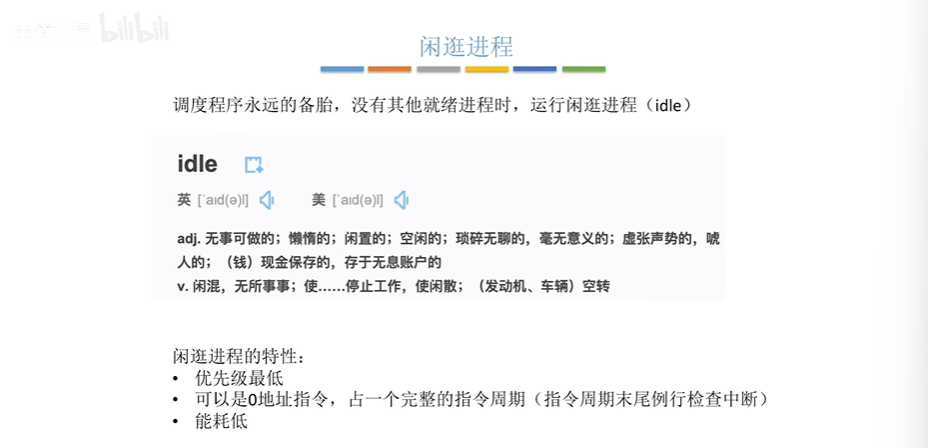 bilibili
闲逛进程
调度程序永远的备胎，没有其他就绪进程时，运行闲逛进程（idle）
idle
英 [ˈaɪd(ə)l] 美 [ˈaɪd(ə)l]
adj. 无事可做的；懒惰的；闲置的；空闲的；琐碎无聊的，毫无意义的；虚张声势的，唬
人的；（钱）现金保存的，存于无息账户的
v. 闲混，无所事事；使……停止工作，使闲散；（发动机、车辆）空转
闲逛进程的特性：
• 优先级最低
• 可以是0地址指令，占一个完整的指令周期（指令周期末尾例行检查中断）
• 能耗低